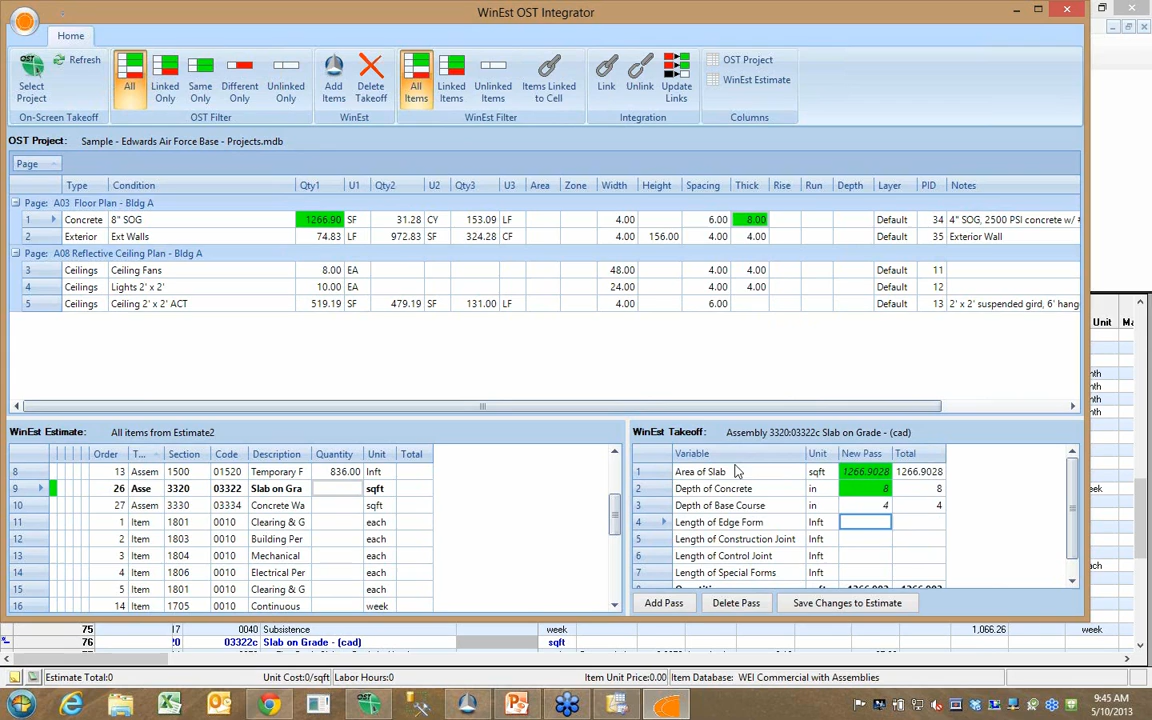 WinEst OST Integrator
Home
Select Project
Refresh
All
Linked Only
Same Only
Different Only
Unlinked Only
Add Items
Delete Takeoff
All Items
Linked Items
Unlinked Items
Items Linked to Cell
Link
Unlink
Update Links
OST Project
WinEst Estimate
On-Screen Takeoff
OST Filter
WinEst
WinEst Filter
Integration
Columns
OST Project: Sample - Edwards Air Force Base - Projects.mdb
Page
Type Condition Qty1 U1 Qty2 U2 Qty3 U3 Area Zone Width Height Spacing Thick Rise Run Depth Layer PID Notes
Page: A03 Floor Plan - Bldg A
1 Concrete 8" SOG 1266.90 SF 31.28 CY 153.09 LF 4.00 6.00 8.00 Default 34 4" SOG, 2500 PSI concrete w/
2 Exterior Ext Walls 74.83 LF 972.83 SF 324.28 CF 4.00 156.00 4.00 4.00 Default 35 Exterior Wall
Page: A08 Reflective Ceiling Plan - Bldg A
3 Ceilings Ceiling Fans 8.00 EA 48.00 4.00 4.00 Default 11
4 Ceilings Lights 2' x 2' 10.00 EA 24.00 4.00 4.00 Default 12
5 Ceilings Ceiling 2' x 2' ACT 519.19 SF 479.19 SF 131.00 LF 4.00 6.00 Default 13 2' x 2' suspended gird, 6' hang
WinEst Estimate: All items from Estimate2
Order T... Section Code Description Quantity Unit Total
8 13 Assem 1500 01520 Temporary F 836.00 lnft
9 26 Asse 3320 03322 Slab on Gra sqft
10 27 Assem 3330 03334 Concrete Wa sqft
11 1 Item 1801 0010 Clearing & G each
12 2 Item 1803 0010 Building Per each
13 3 Item 1804 0010 Mechanical each
14 4 Item 1806 0010 Electrical Per each
15 5 Item 1801 0010 Clearing & G each
16 14 Item 1705 0010 Continuous week
WinEst Takeoff: Assembly 3320:03322c Slab on Grade - (cad)
Variable Unit New Pass Total
1 Area of Slab sqft 1266.9028 1266.9028
2 Depth of Concrete in 8 8
3 Depth of Base Course in 4 4
4 Length of Edge Form lnft
5 Length of Construction Joint lnft
6 Length of Control Joint lnft
7 Length of Special Forms lnft
Add Pass
Delete Pass
Save Changes to Estimate
Unit
nth
nth
nth
nth
eek
each
75 17 0040 Subsistence week 1,066.26 week
76 20 03322c Slab on Grade - (cad) sqft
Estimate Total:0 Unit Cost:0/sqft Labor Hours:0 Item Unit Price:0.00 Item Database: WEI Commercial with Assemblies
9:45 AM
5/10/2013